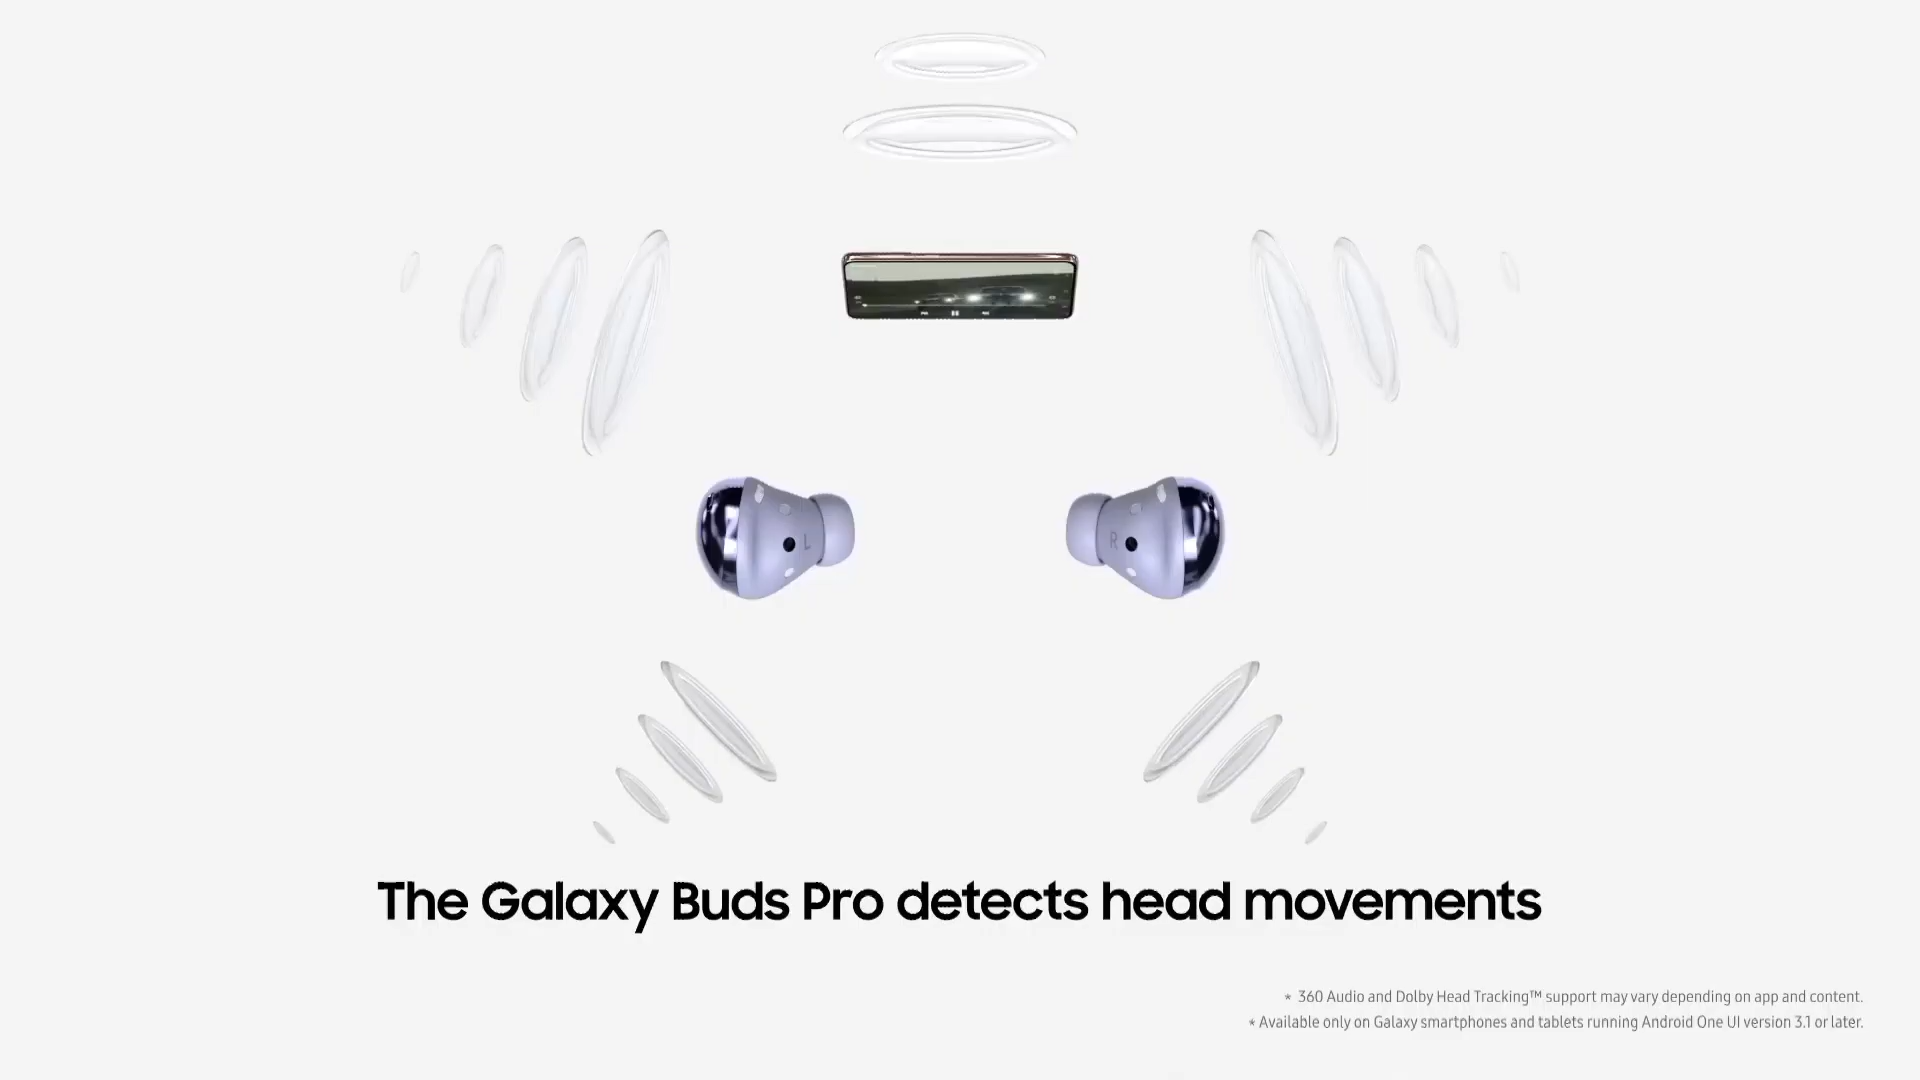 L
R
The Galaxy Buds Pro detects head movements
* 360 Audio and Dolby Head Tracking™ support may vary depending on app and content.
* Available only on Galaxy smartphones and tablets running Android One UI version 3.1 or later.